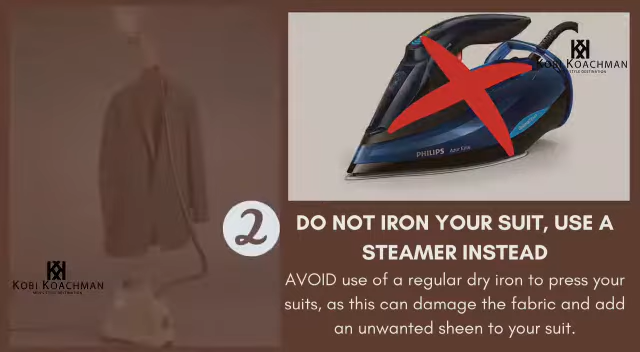 KOBI KOACHMAN
PHILIPS Azur Elite
2
DO NOT IRON YOUR SUIT, USE A
STEAMER INSTEAD
AVOID use of a regular dry iron to press your
suits, as this can damage the fabric and add
an unwanted sheen to your suit.
KOBI KOACHMAN